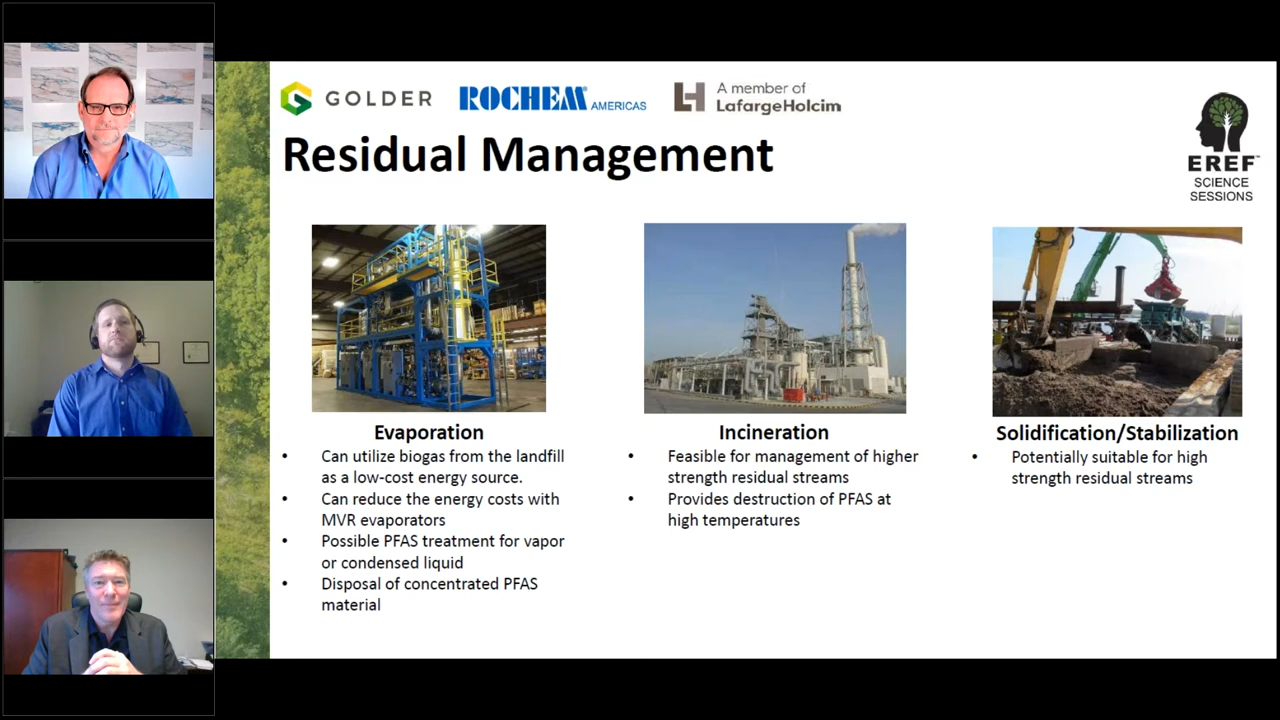 GOLDER
ROCHEM AMERICAS
A member of
LafargeHolcim
EREF™
SCIENCE
SESSIONS
Residual Management
Evaporation
• Can utilize biogas from the landfill
as a low-cost energy source.
• Can reduce the energy costs with
MVR evaporators
• Possible PFAS treatment for vapor
or condensed liquid
• Disposal of concentrated PFAS
material
Incineration
• Feasible for management of higher
strength residual streams
• Provides destruction of PFAS at
high temperatures
Solidification/Stabilization
• Potentially suitable for high
strength residual streams